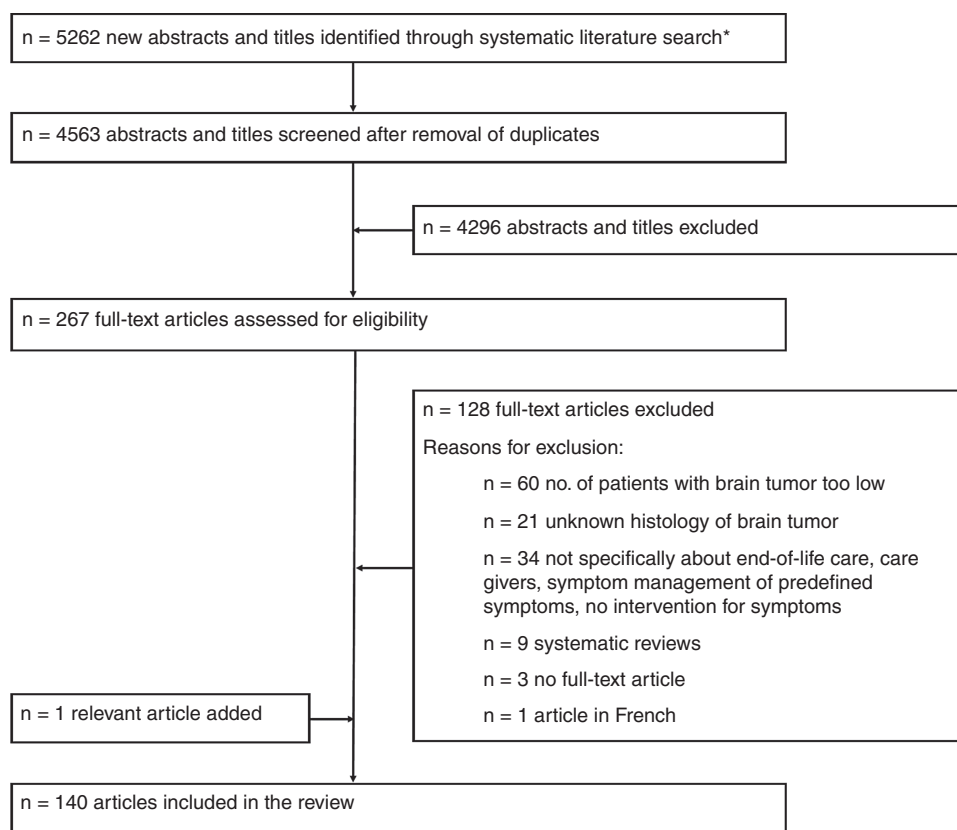 n = 5262 new abstracts and titles identified through systematic literature search*
n = 4563 abstracts and titles screened after removal of duplicates
n = 4296 abstracts and titles excluded
n = 267 full-text articles assessed for eligibility
n = 128 full-text articles excluded
Reasons for exclusion:
n = 60 no. of patients with brain tumor too low
n = 21 unknown histology of brain tumor
n = 34 not specifically about end-of-life care, care
givers, symptom management of predefined
symptoms, no intervention for symptoms
n = 9 systematic reviews
n = 3 no full-text article
n = 1 article in French
n = 1 relevant article added
n = 140 articles included in the review